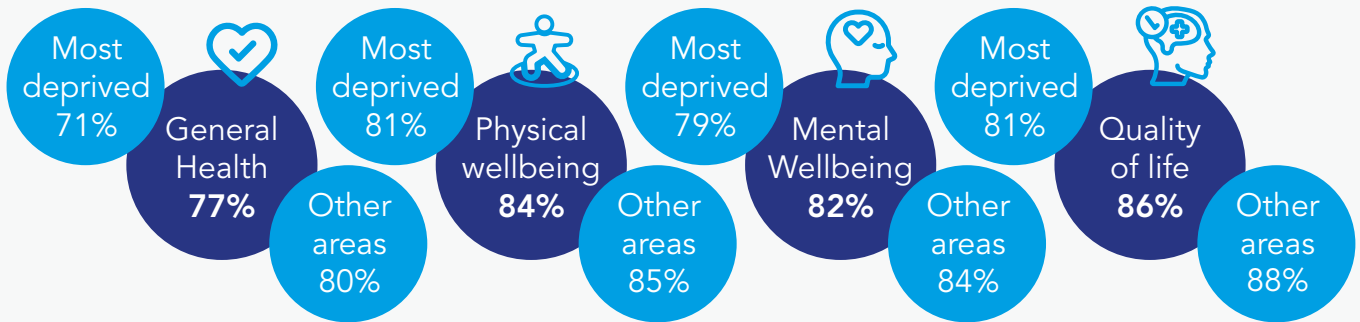 Most
deprived
71%
General
Health
77%
Other
areas
80%
Most
deprived
81%
Physical
wellbeing
84%
Other
areas
85%
Most
deprived
79%
Mental
Wellbeing
82%
Other
areas
84%
Most
deprived
81%
Quality
of life
86%
Other
areas
88%